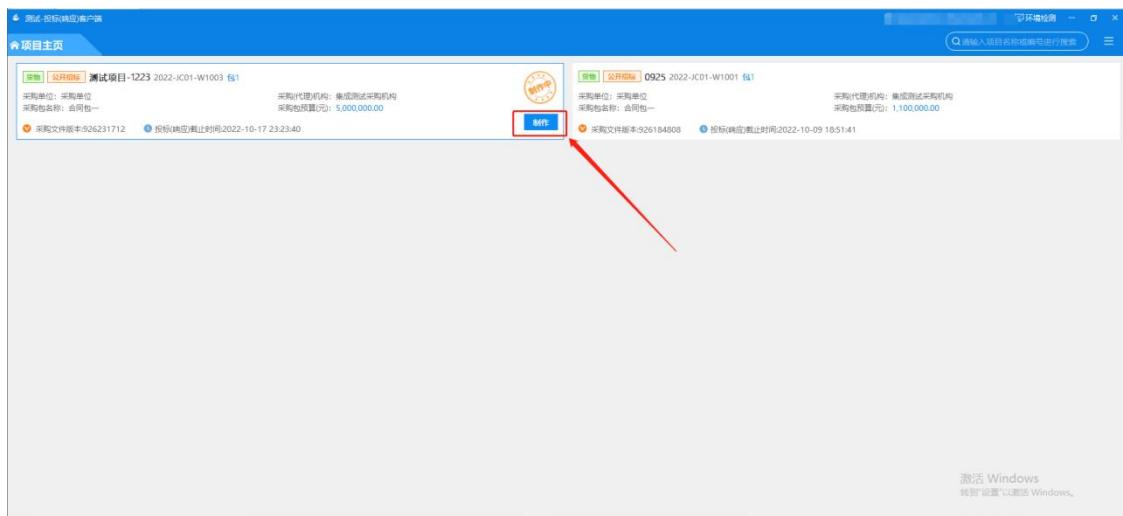 测试-投标(响应)客户端
环境检测
项目主页
请输入项目名称或编号进行搜索
货物 公开招标 测试项目-1223 2022-JC01-W1003 包1
采购单位: 采购单位
采购(代理)机构: 集成测试采购机构
采购包名称: 合同包一
采购包预算(元): 5,000,000.00
制作中
采购文件版本:926231712
投标(响应)截止时间:2022-10-17 23:23:40
制作
货物 公开招标 0925 2022-JC01-W1001 包1
采购单位: 采购单位
采购(代理)机构: 集成测试采购机构
采购包名称: 合同包一
采购包预算(元): 1,100,000.00
采购文件版本:926184808
投标(响应)截止时间:2022-10-09 18:51:41
激活 Windows
转到"设置"以激活 Windows。